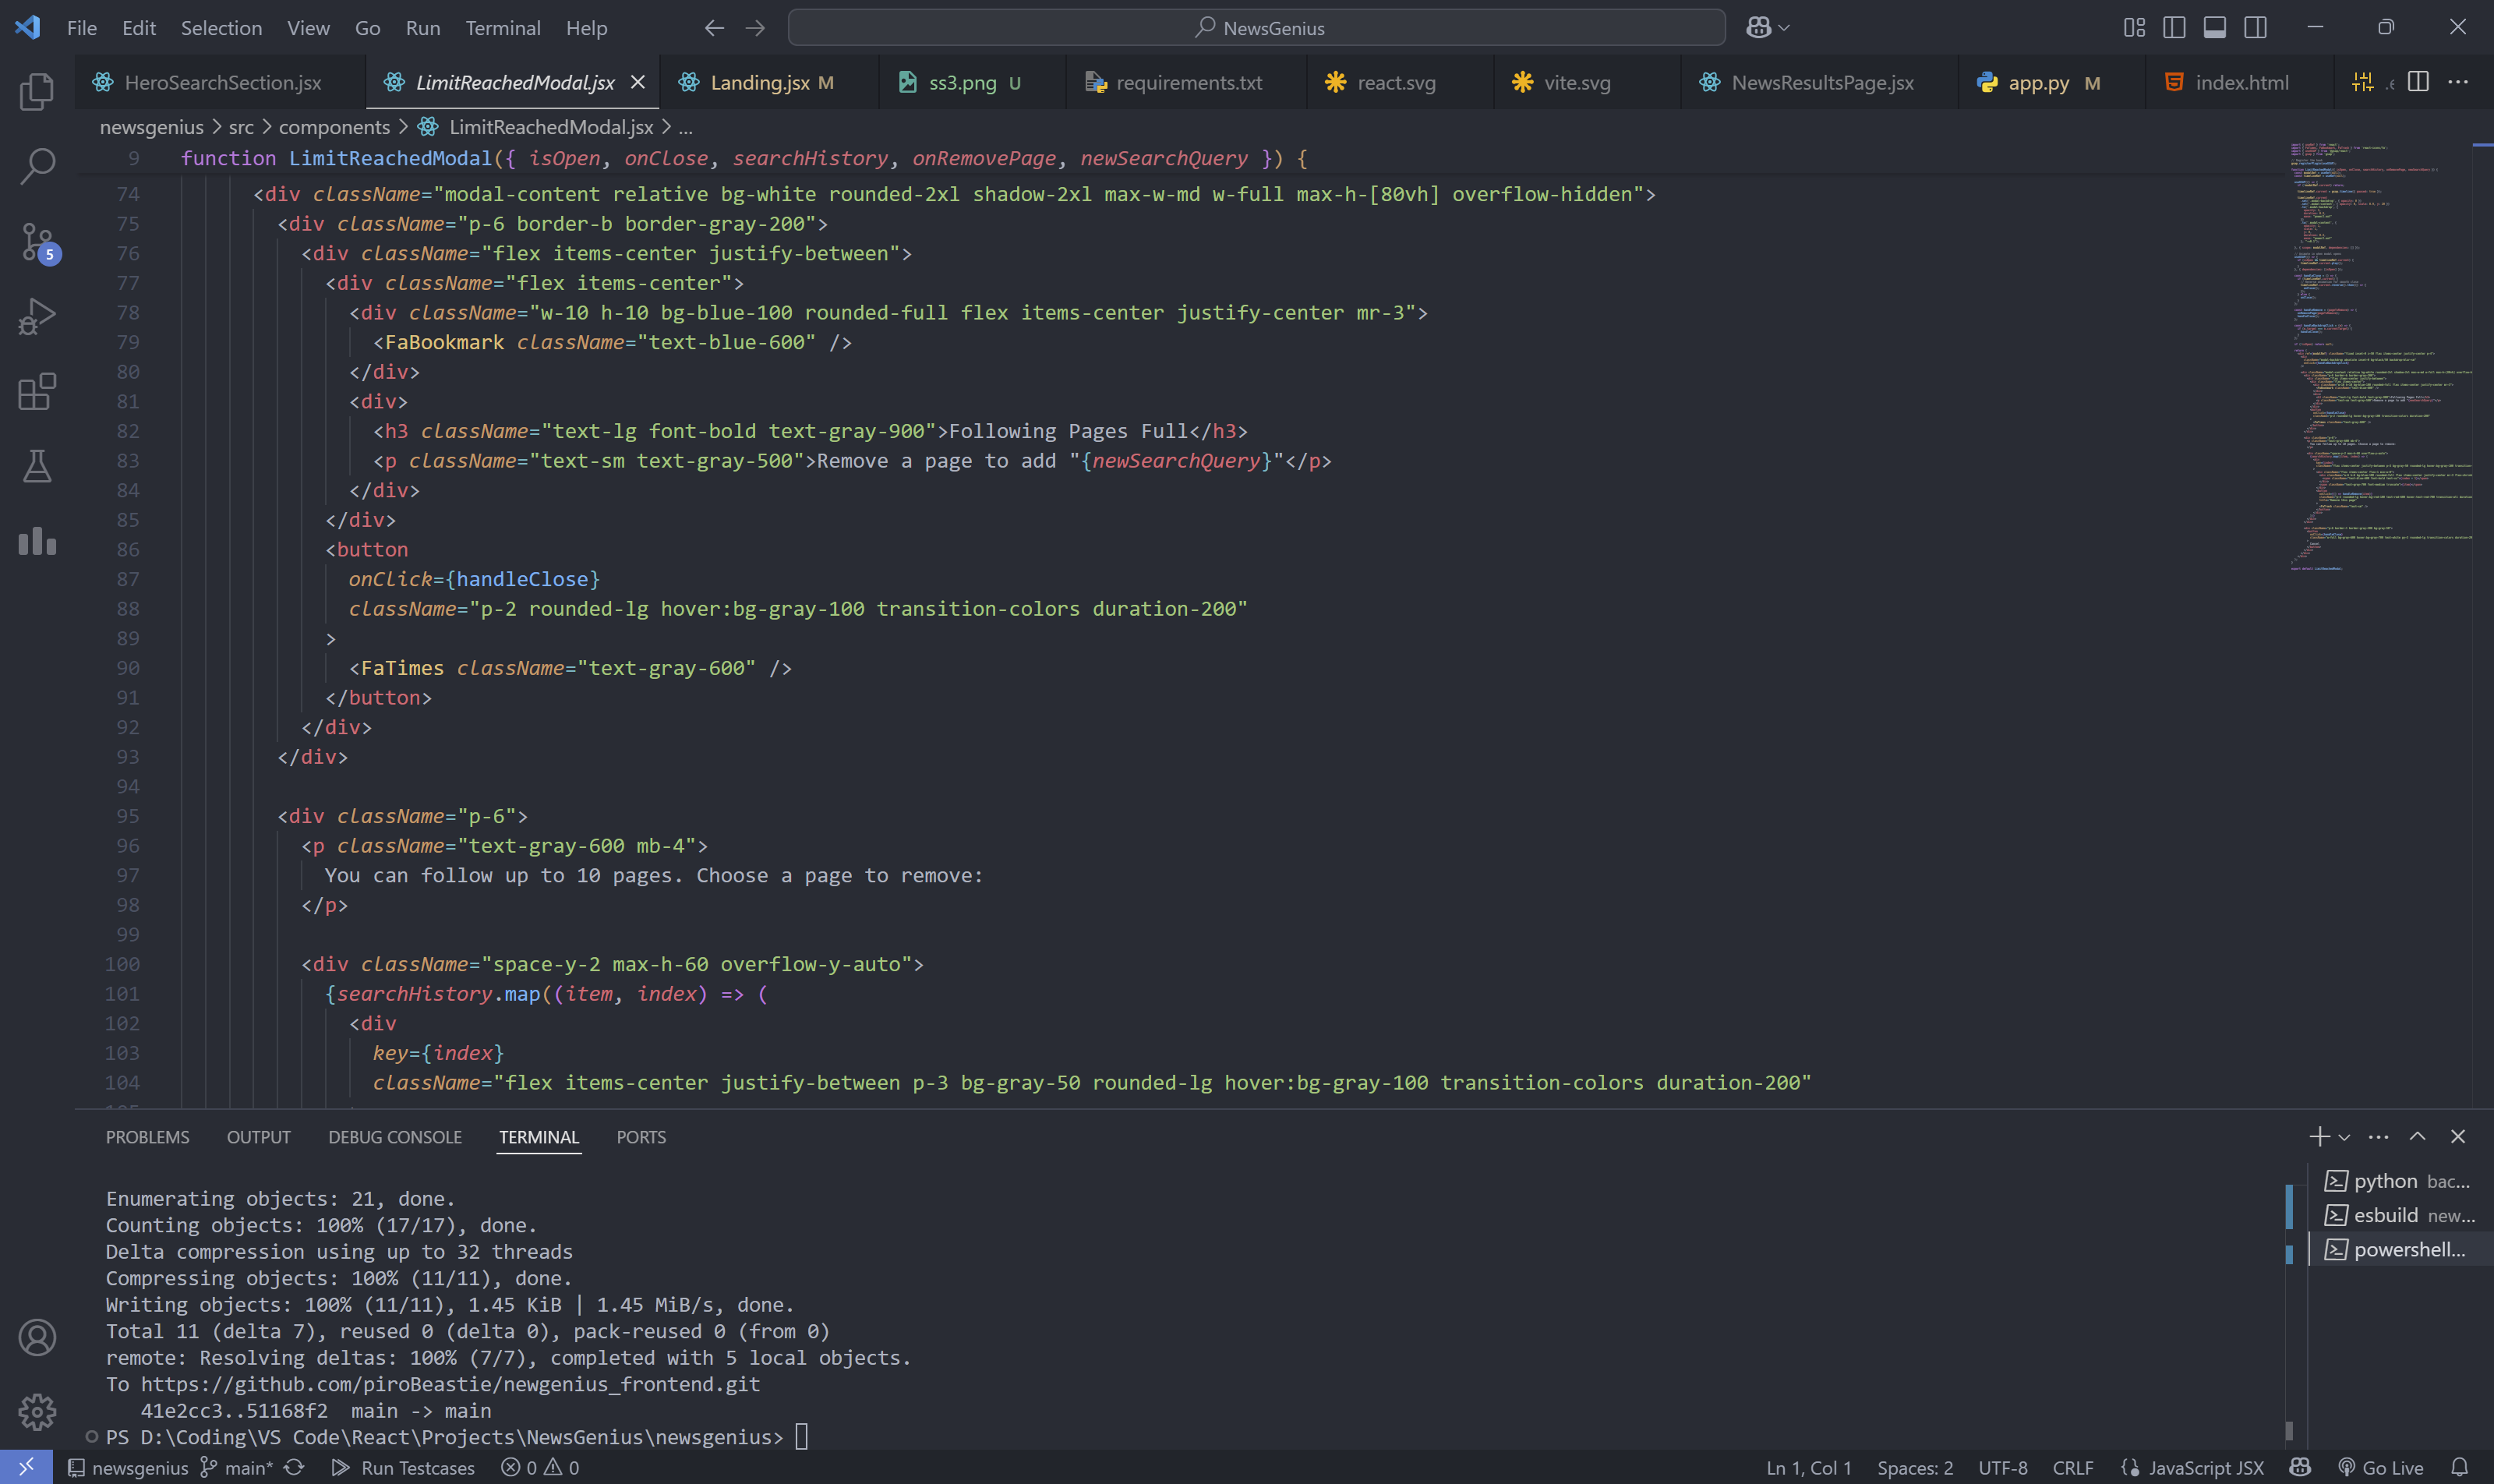 File Edit Selection View Go Run Terminal Help
NewsGenius
HeroSearchSection.jsx LimitReachedModal.jsx Landing.jsx M ss3.png U requirements.txt react.svg vite.svg NewsResultsPage.jsx app.py M index.html
newsgenius > src > components > LimitReachedModal.jsx > ...
9 function LimitReachedModal({ isOpen, onClose, searchHistory, onRemovePage, newSearchQuery }) {
74 <div className="modal-content relative bg-white rounded-2xl shadow-2xl max-w-md w-full max-h-[80vh] overflow-hidden">
75 <div className="p-6 border-b border-gray-200">
76 <div className="flex items-center justify-between">
77 <div className="flex items-center">
78 <div className="w-10 h-10 bg-blue-100 rounded-full flex items-center justify-center mr-3">
79 <FaBookmark className="text-blue-600" />
80 </div>
81 <div>
82 <h3 className="text-lg font-bold text-gray-900">Following Pages Full</h3>
83 <p className="text-sm text-gray-500">Remove a page to add "{newSearchQuery}"</p>
84 </div>
85 </div>
86 <button
87 onClick={handleClose}
88 className="p-2 rounded-lg hover:bg-gray-100 transition-colors duration-200"
89 >
90 <FaTimes className="text-gray-600" />
91 </button>
92 </div>
93 </div>
94
95 <div className="p-6">
96 <p className="text-gray-600 mb-4">
97 You can follow up to 10 pages. Choose a page to remove:
98 </p>
99
100 <div className="space-y-2 max-h-60 overflow-y-auto">
101 {searchHistory.map((item, index) => (
102 <div
103 key={index}
104 className="flex items-center justify-between p-3 bg-gray-50 rounded-lg hover:bg-gray-100 transition-colors duration-200"
5
PROBLEMS OUTPUT DEBUG CONSOLE TERMINAL PORTS
Enumerating objects: 21, done.
Counting objects: 100% (17/17), done.
Delta compression using up to 32 threads
Compressing objects: 100% (11/11), done.
Writing objects: 100% (11/11), 1.45 KiB | 1.45 MiB/s, done.
Total 11 (delta 7), reused 0 (delta 0), pack-reused 0 (from 0)
remote: Resolving deltas: 100% (7/7), completed with 5 local objects.
To https://github.com/piroBeastie/newgenius_frontend.git
41e2cc3..51168f2 main -> main
PS D:\Coding\VS Code\React\Projects\NewsGenius\newsgenius>
python bac...
esbuild new...
powershell...
newsgenius main* Run Testcases 0 0 Ln 1, Col 1 Spaces: 2 UTF-8 CRLF JavaScript JSX Go Live